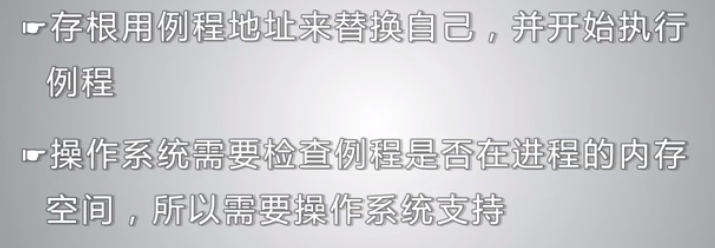 ☛存根用例程地址来替换自己，并开始执行
例程
☛操作系统需要检查例程是否在进程的内存
空间，所以需要操作系统支持